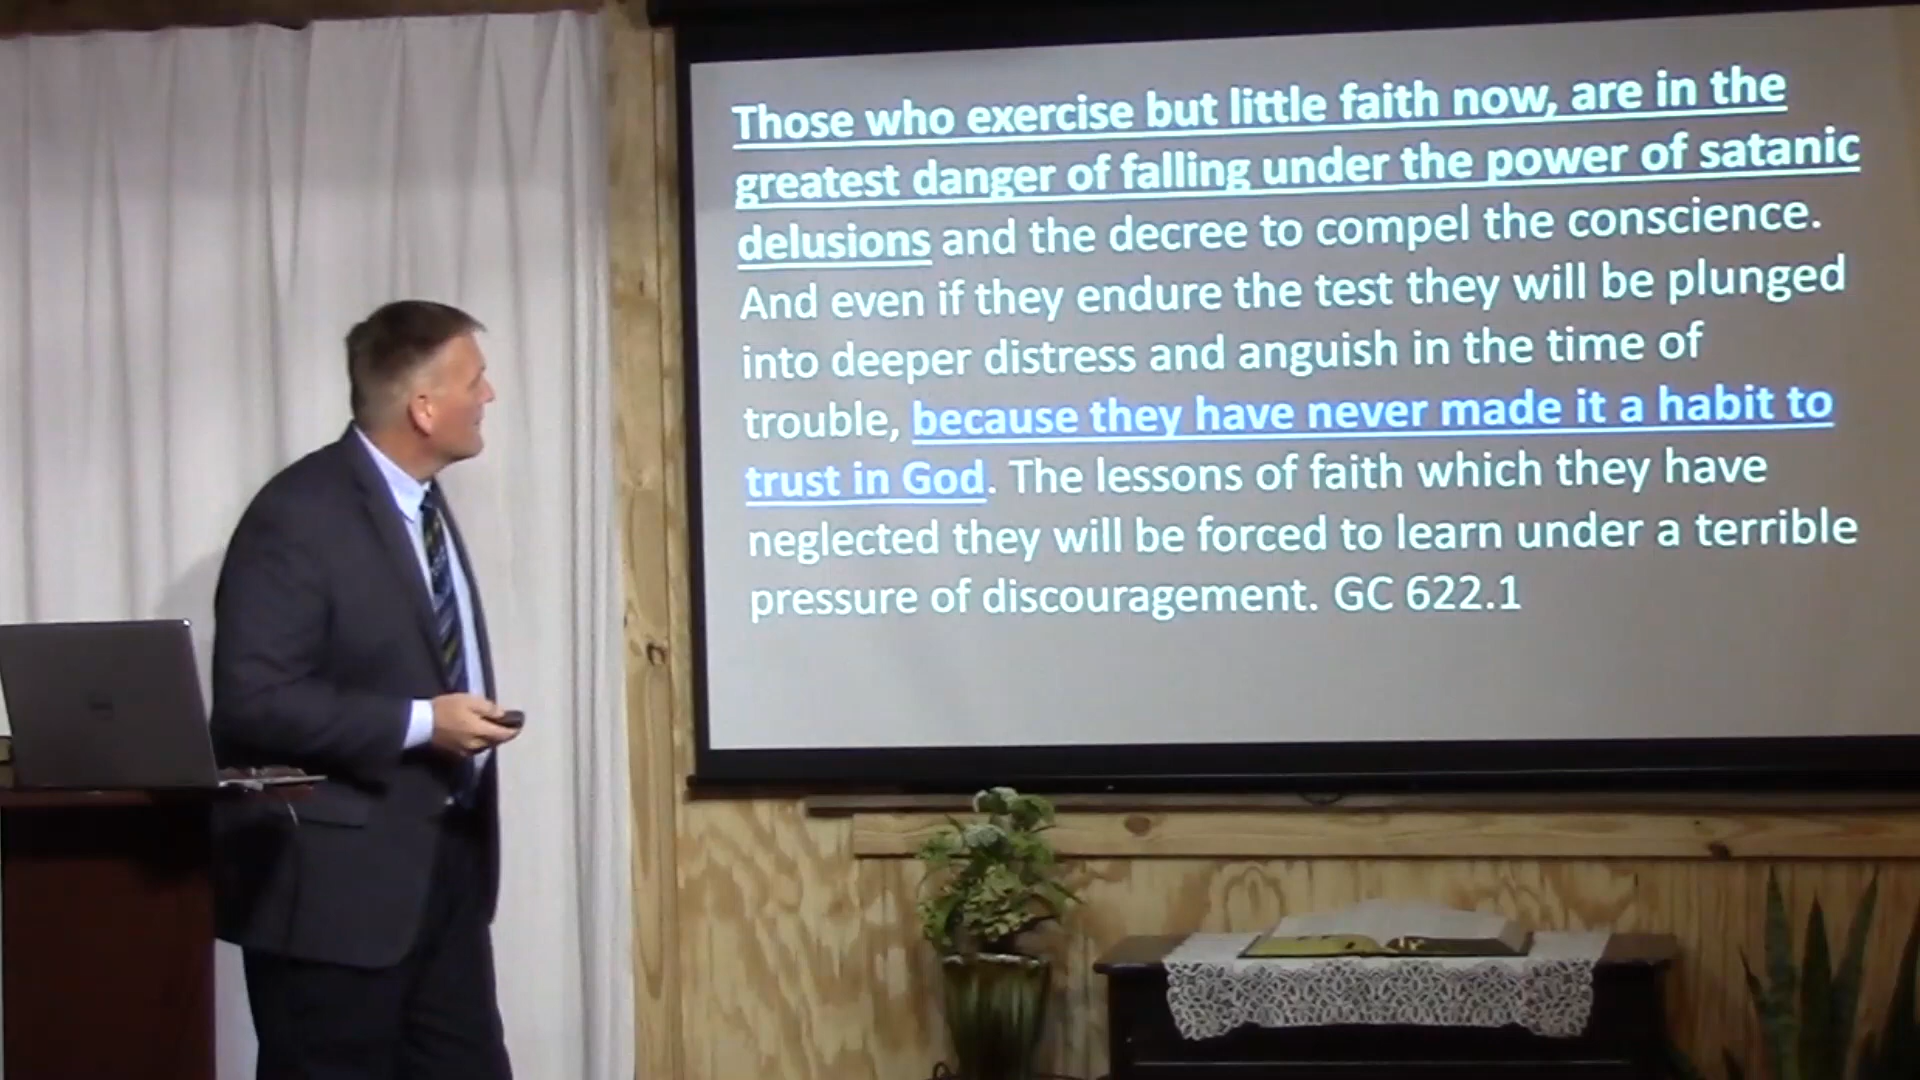 Those who exercise but little faith now, are in the
greatest danger of falling under the power of satanic
delusions and the decree to compel the conscience.
And even if they endure the test they will be plunged
into deeper distress and anguish in the time of
trouble, because they have never made it a habit to
trust in God. The lessons of faith which they have
neglected they will be forced to learn under a terrible
pressure of discouragement. GC 622.1